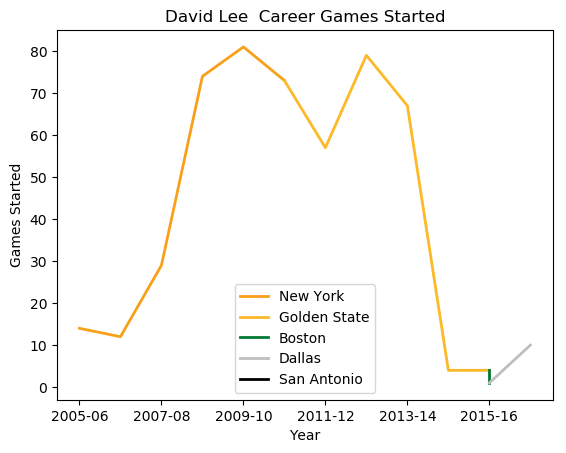 David Lee  Career Games Started
Games Started
80
70
60
50
40
30
20
10
0
New York
Golden State
Boston
Dallas
San Antonio
2005-06 2007-08 2009-10 2011-12 2013-14 2015-16
Year